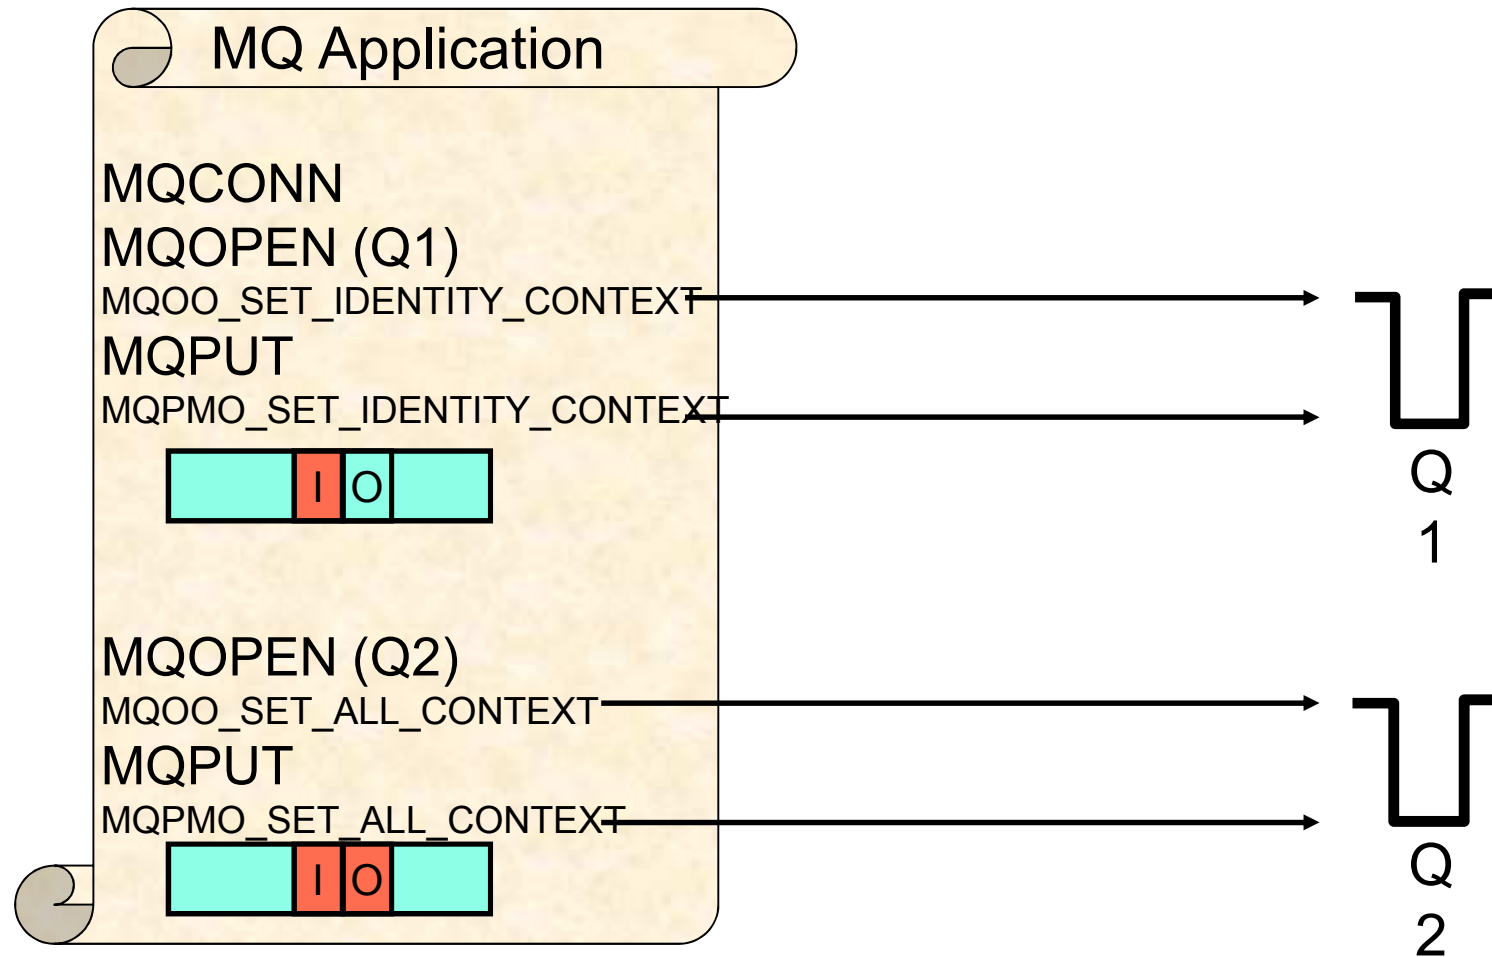 MQ Application
MQCONN
MQOPEN (Q1)
MQOO_SET_IDENTITY_CONTEXT
MQPUT
MQPMO_SET_IDENTITY_CONTEXT
I O
Q
1
MQOPEN (Q2)
MQOO_SET_ALL_CONTEXT
MQPUT
MQPMO_SET_ALL_CONTEXT
I O
Q
2